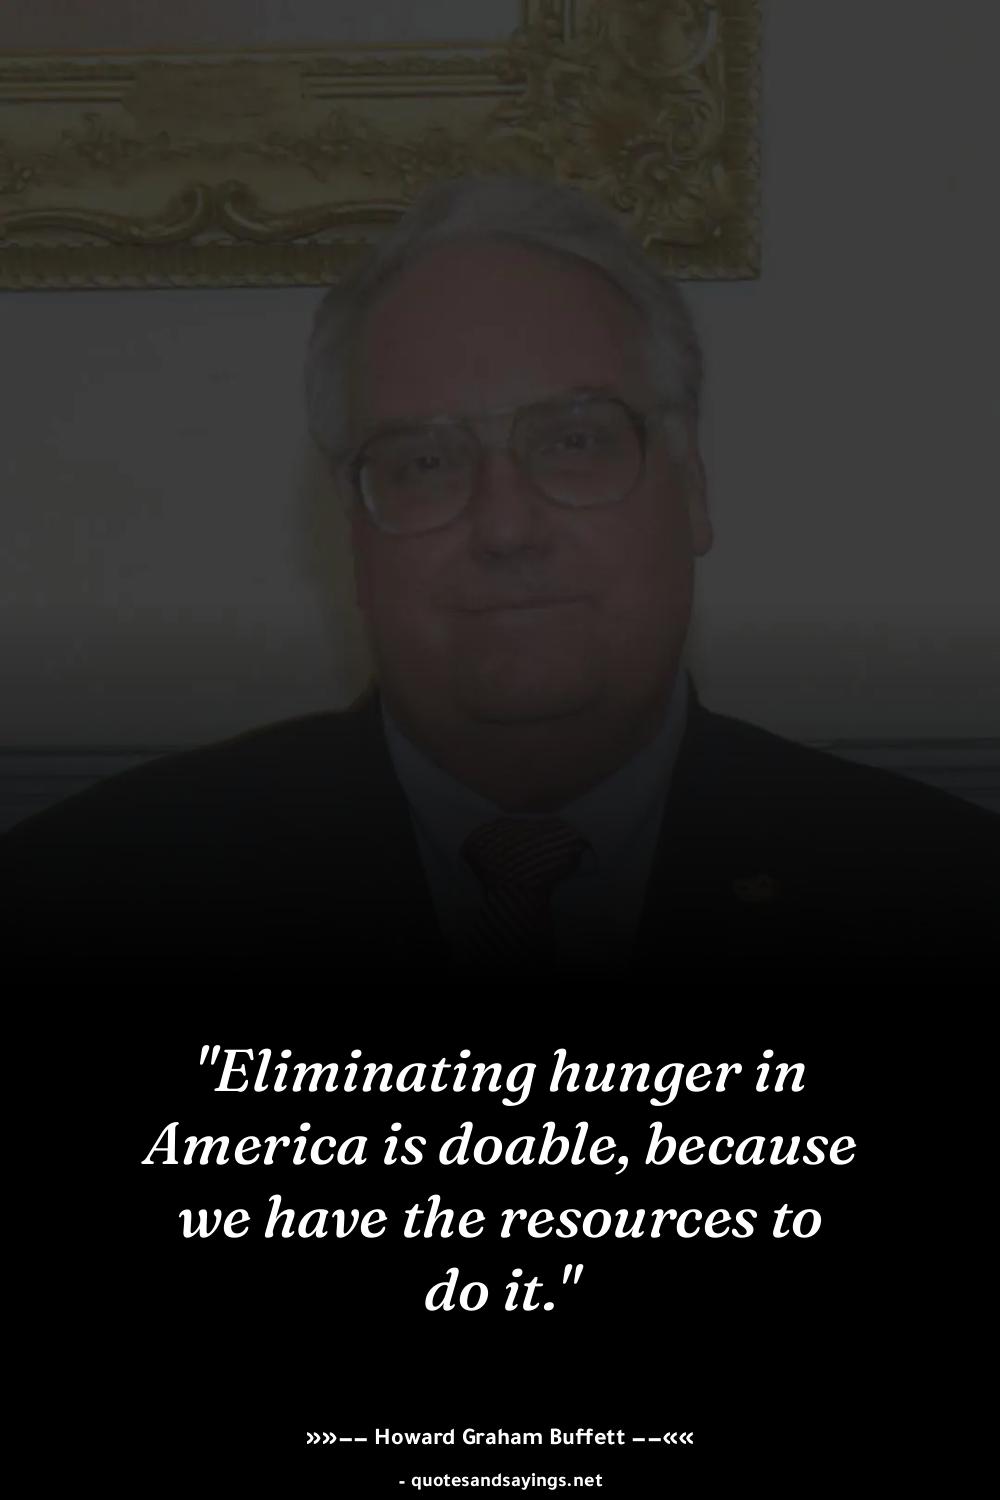 "Eliminating hunger in
America is doable, because
we have the resources to
do it."
»»−− Howard Graham Buffett −−««
- quotesandsayings.net